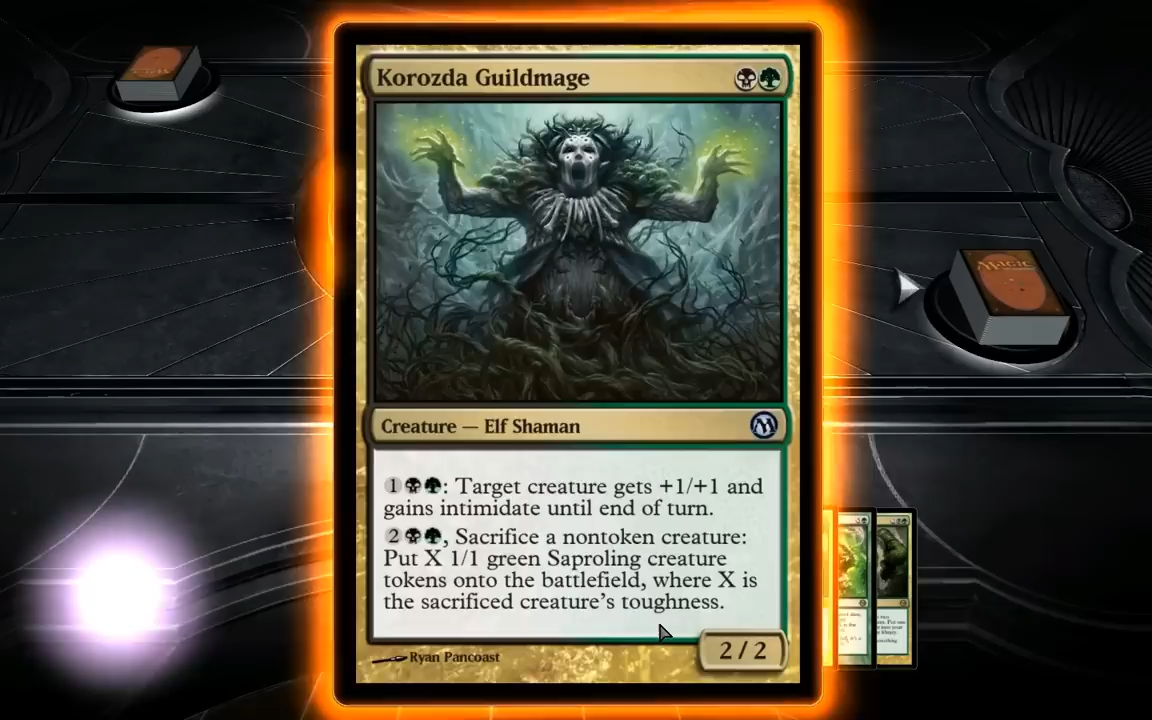 Korozda Guildmage
Creature — Elf Shaman
1: Target creature gets +1/+1 and
gains intimidate until end of turn.
2, Sacrifice a nontoken creature:
Put X 1/1 green Saproling creature
tokens onto the battlefield, where X is
the sacrificed creature's toughness.
2/2
Ryan Pancoast
Magic